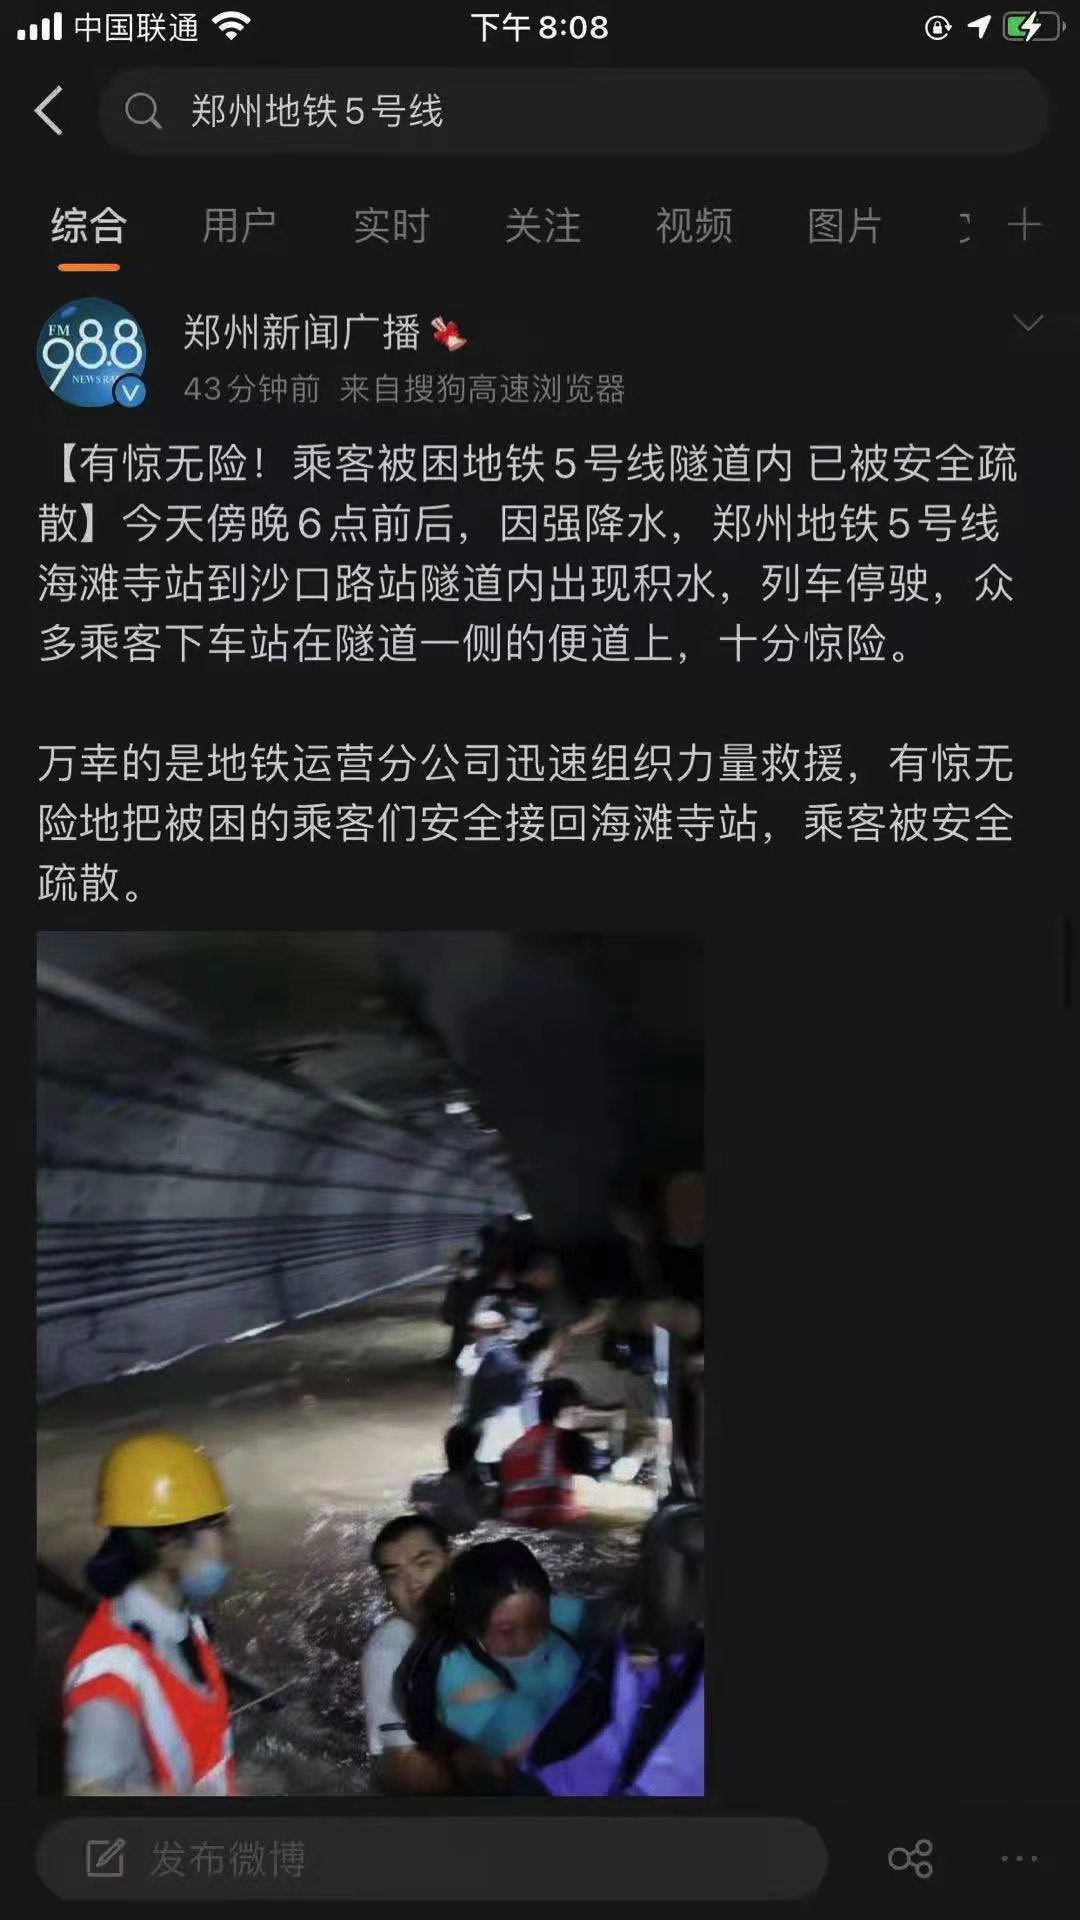 中国联通
下午8:08
郑州地铁5号线
综合 用户 实时 关注 视频 图片
FM
98.8
郑州新闻广播
43分钟前 来自搜狗高速浏览器
【有惊无险！乘客被困地铁5号线隧道内 已被安全疏
散】今天傍晚6点前后，因强降水，郑州地铁5号线
海滩寺站到沙口路站隧道内出现积水，列车停驶，众
多乘客下车站在隧道一侧的便道上，十分惊险。
万幸的是地铁运营分公司迅速组织力量救援，有惊无
险地把被困的乘客们安全接回海滩寺站，乘客被安全
疏散。
发布微博